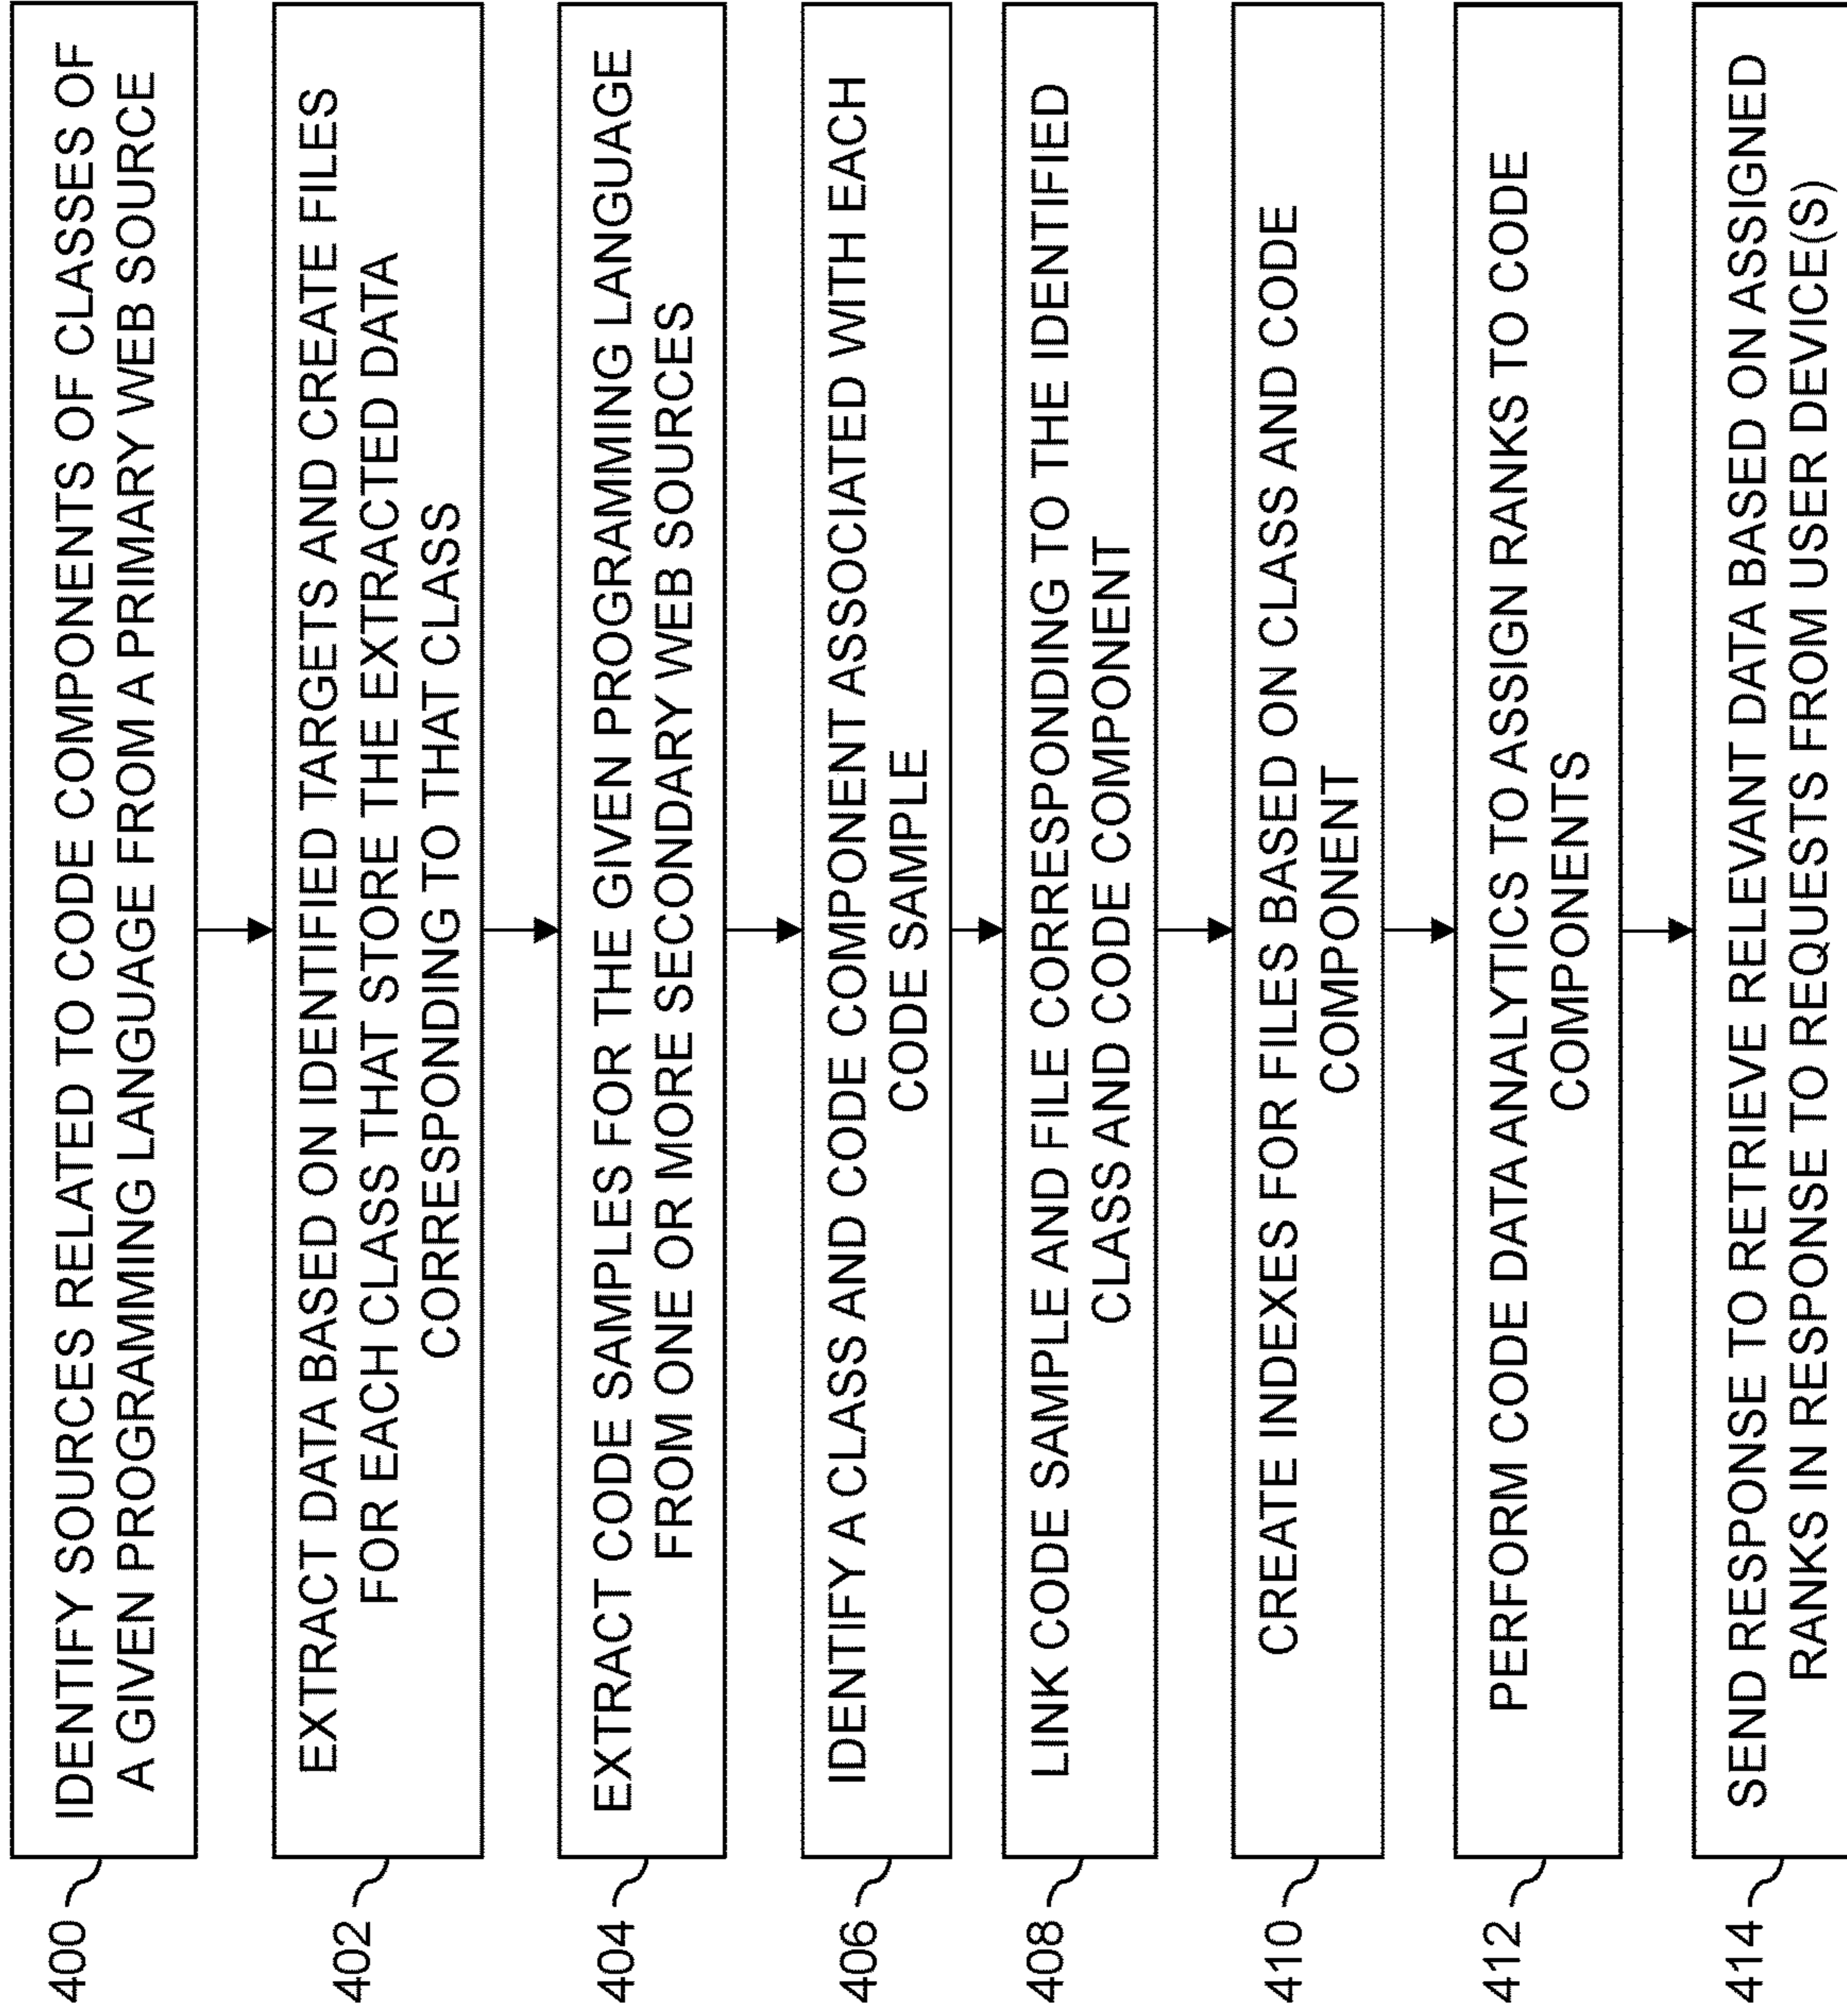 400
IDENTIFY SOURCES RELATED TO CODE COMPONENTS OF CLASSES OF
A GIVEN PROGRAMMING LANGUAGE FROM A PRIMARY WEB SOURCE
402
EXTRACT DATA BASED ON IDENTIFIED TARGETS AND CREATE FILES
FOR EACH CLASS THAT STORE THE EXTRACTED DATA
CORRESPONDING TO THAT CLASS
404
EXTRACT CODE SAMPLES FOR THE GIVEN PROGRAMMING LANGUAGE
FROM ONE OR MORE SECONDARY WEB SOURCES
406
IDENTIFY A CLASS AND CODE COMPONENT ASSOCIATED WITH EACH
CODE SAMPLE
408
LINK CODE SAMPLE AND FILE CORRESPONDING TO THE IDENTIFIED
CLASS AND CODE COMPONENT
410
CREATE INDEXES FOR FILES BASED ON CLASS AND CODE
COMPONENT
412
PERFORM CODE DATA ANALYTICS TO ASSIGN RANKS TO CODE
COMPONENTS
414
SEND RESPONSE TO RETRIEVE RELEVANT DATA BASED ON ASSIGNED
RANKS IN RESPONSE TO REQUESTS FROM USER DEVICE(S)